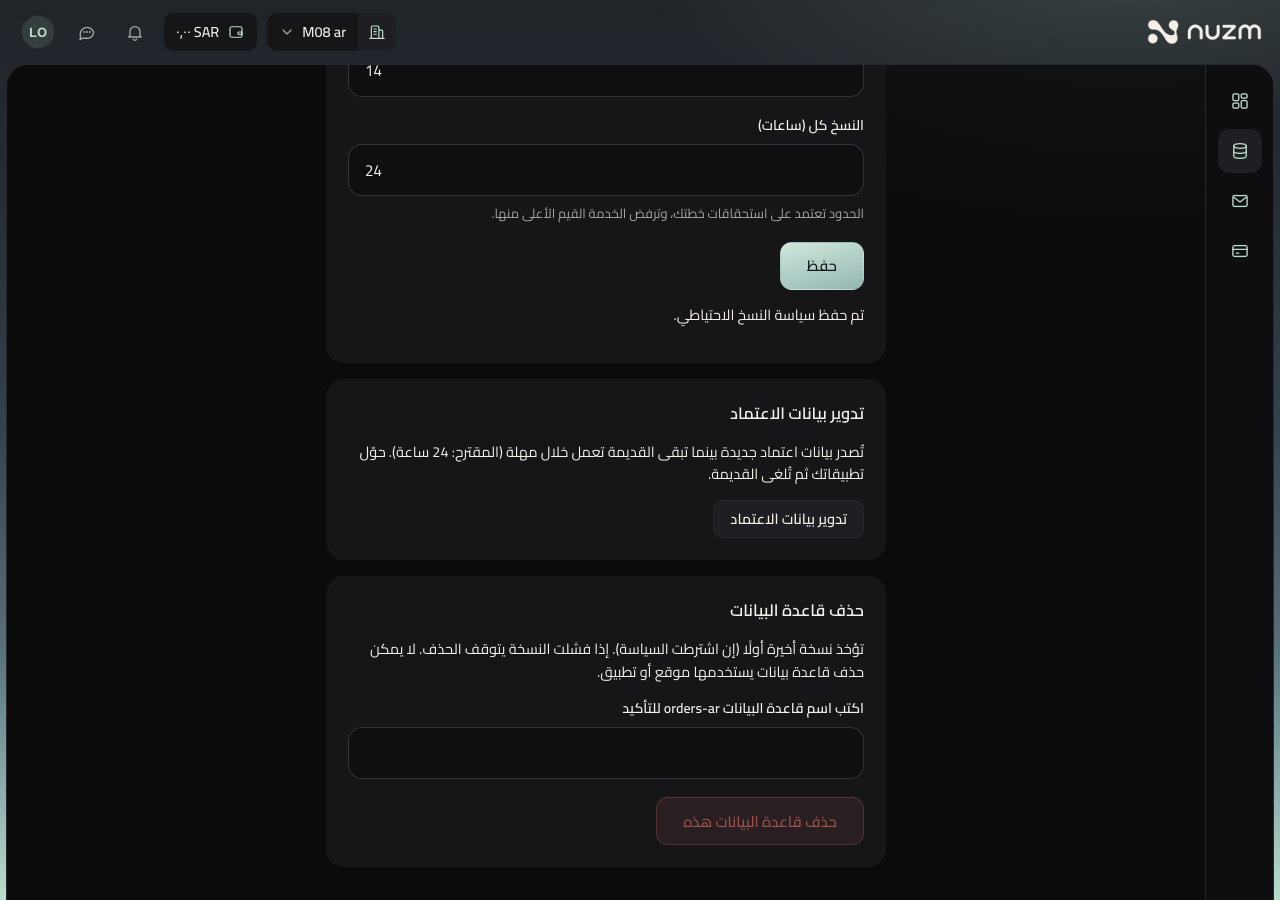 nuzm
M08 ar
٠,٠٠ SAR
LO
14
النسخ كل (ساعات)
24
الحدود تعتمد على استحقاقات خطتك، وترفض الخدمة القيم الأعلى منها.
حفظ
تم حفظ سياسة النسخ الاحتياطي.
تدوير بيانات الاعتماد
تُصدر بيانات اعتماد جديدة بينما تبقى القديمة تعمل خلال مهلة (المقترح: 24 ساعة). حوّل
تطبيقاتك ثم تُلغى القديمة.
تدوير بيانات الاعتماد
حذف قاعدة البيانات
تؤخذ نسخة أخيرة أولًا (إن اشترطت السياسة). إذا فشلت النسخة يتوقف الحذف. لا يمكن
حذف قاعدة بيانات يستخدمها موقع أو تطبيق.
اكتب اسم قاعدة البيانات orders-ar للتأكيد
حذف قاعدة البيانات هذه